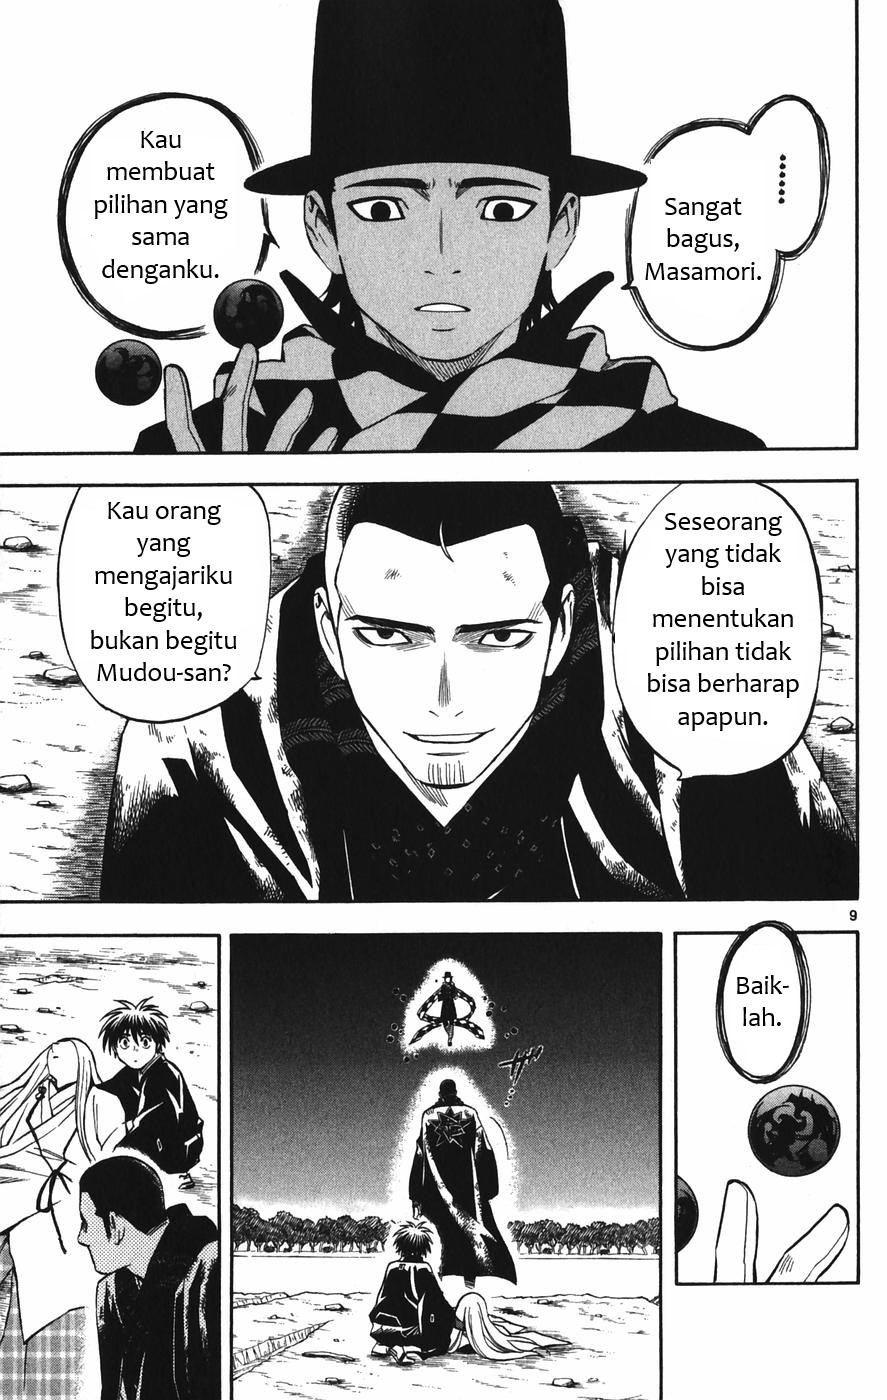 ………
Sangat
bagus,
Masamori.
Kau
membuat
pilihan yang
sama
denganku.
Seseorang
yang tidak
bisa
menentukan
pilihan tidak
bisa berharap
apapun.
Kau orang
yang
mengajariku
begitu,
bukan begitu
Mudou-san?
9
Baik-
lah.